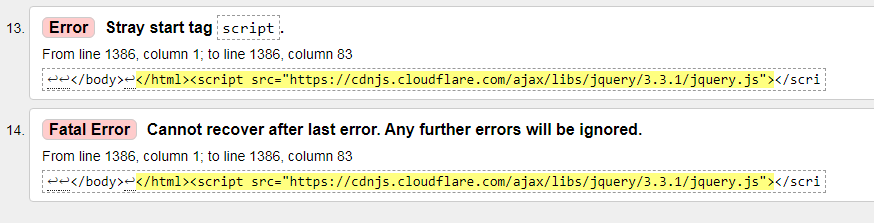 13. Error Stray start tag script.
From line 1386, column 1; to line 1386, column 83
↩↩</body>↩</html><script src="https://cdnjs.cloudflare.com/ajax/libs/jquery/3.3.1/jquery.js"></scri
14. Fatal Error Cannot recover after last error. Any further errors will be ignored.
From line 1386, column 1; to line 1386, column 83
↩↩</body>↩</html><script src="https://cdnjs.cloudflare.com/ajax/libs/jquery/3.3.1/jquery.js"></scri